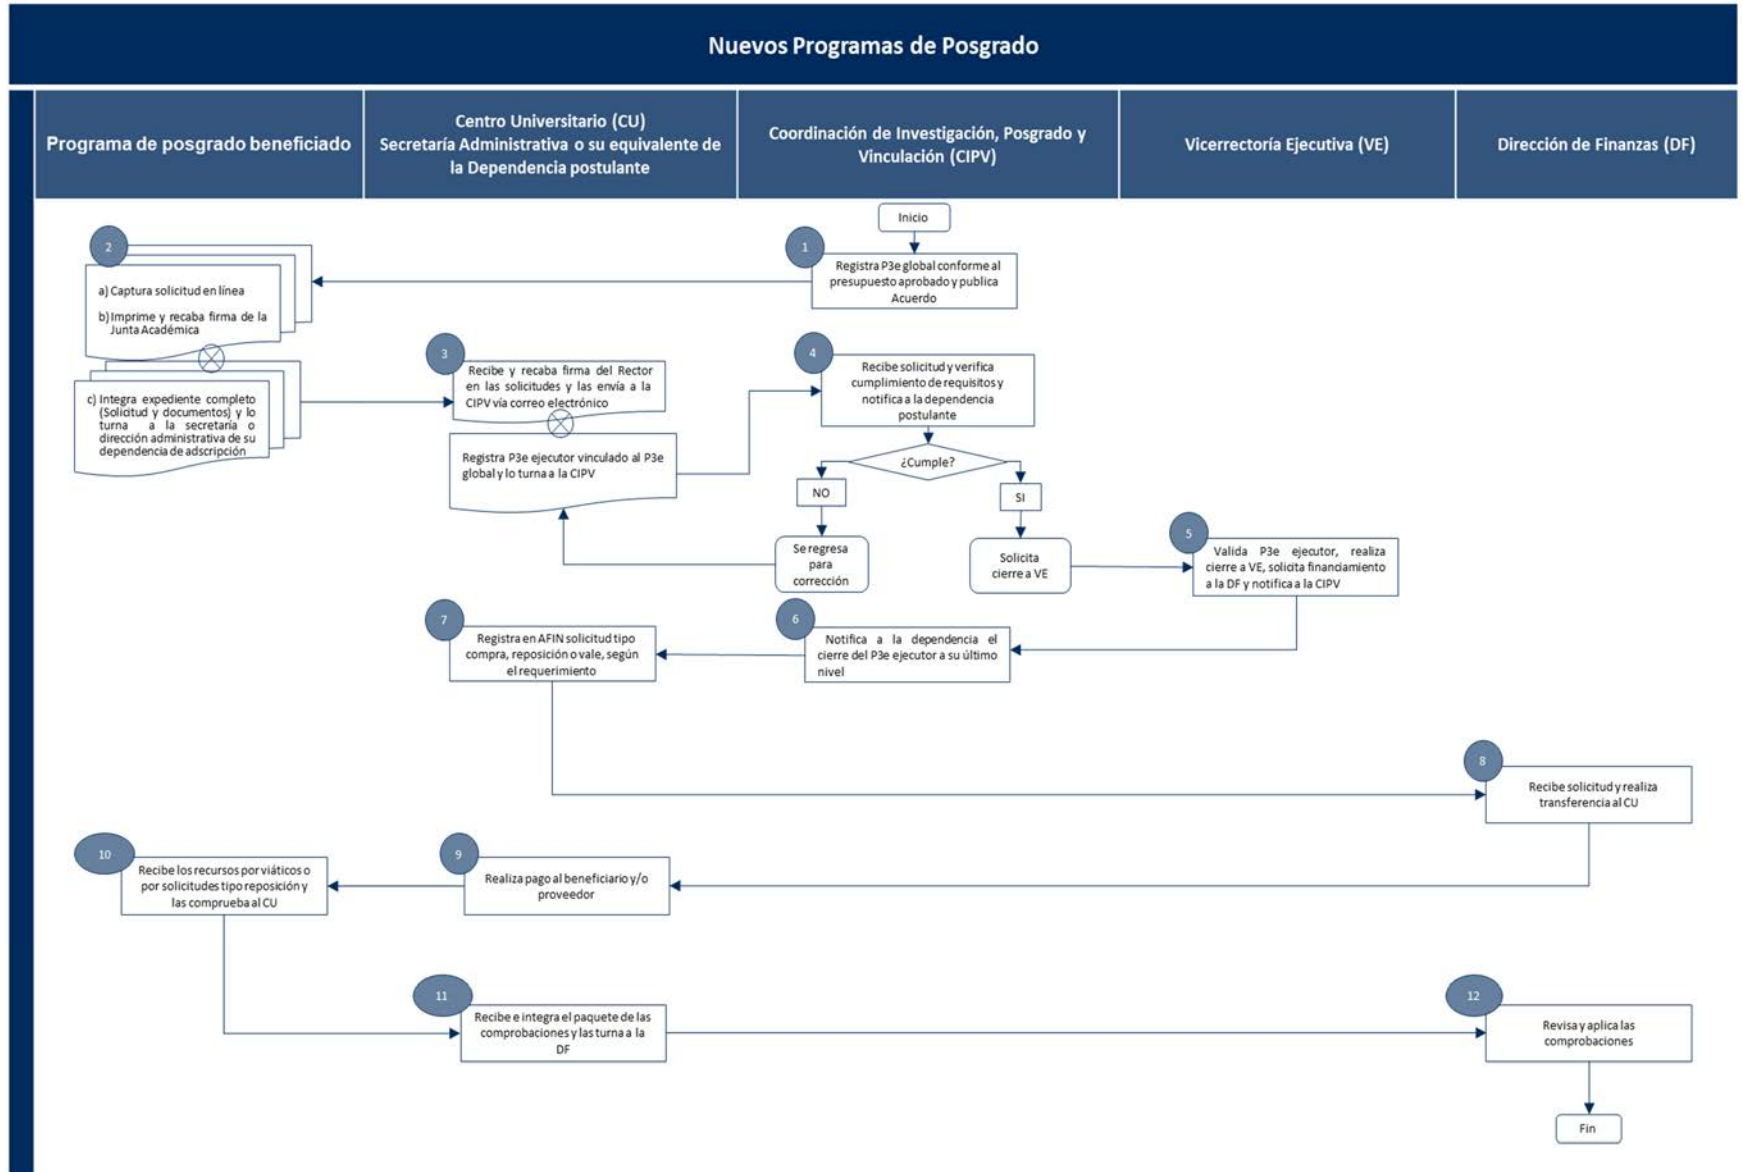 Nuevos Programas de Posgrado
Programa de posgrado beneficiado
Centro Universitario (CU)
Secretaría Administrativa o su equivalente de
la Dependencia postulante
Coordinación de Investigación, Posgrado y
Vinculación (CIPV)
Vicerrectoría Ejecutiva (VE)
Dirección de Finanzas (DF)
Inicio
1
Registra P3e global conforme al
presupuesto aprobado y publica
Acuerdo
2
a) Captura solicitud en línea
b) Imprime y recaba firma de la
Junta Académica
c) Integra expediente completo
(Solicitud y documentos) y lo
turna a la secretaría o
dirección administrativa de su
dependencia de adscripción
3
Recibe y recaba firma del Rector
en las solicitudes y las envía a la
CIPV vía correo electrónico
Registra P3e ejecutor vinculado al P3e
global y lo turna a la CIPV
4
Recibe solicitud y verifica
cumplimiento de requisitos y
notifica a la dependencia
postulante
¿Cumple?
NO
SI
Se regresa
para
corrección
Solicita
cierre a VE
5
Valida P3e ejecutor, realiza
cierre a VE, solicita financiamiento
a la DF y notifica a la CIPV
6
Notifica a la dependencia el
cierre del P3e ejecutor a su último
nivel
7
Registra en AFIN solicitud tipo
compra, reposición o vale, según
el requerimiento
8
Recibe solicitud y realiza
transferencia al CU
9
Realiza pago al beneficiario y/o
proveedor
10
Recibe los recursos por viáticos o
por solicitudes tipo reposición y
las comprueba al CU
11
Recibe e integra el paquete de las
comprobaciones y las turna a la
DF
12
Revisa y aplica las
comprobaciones
Fin